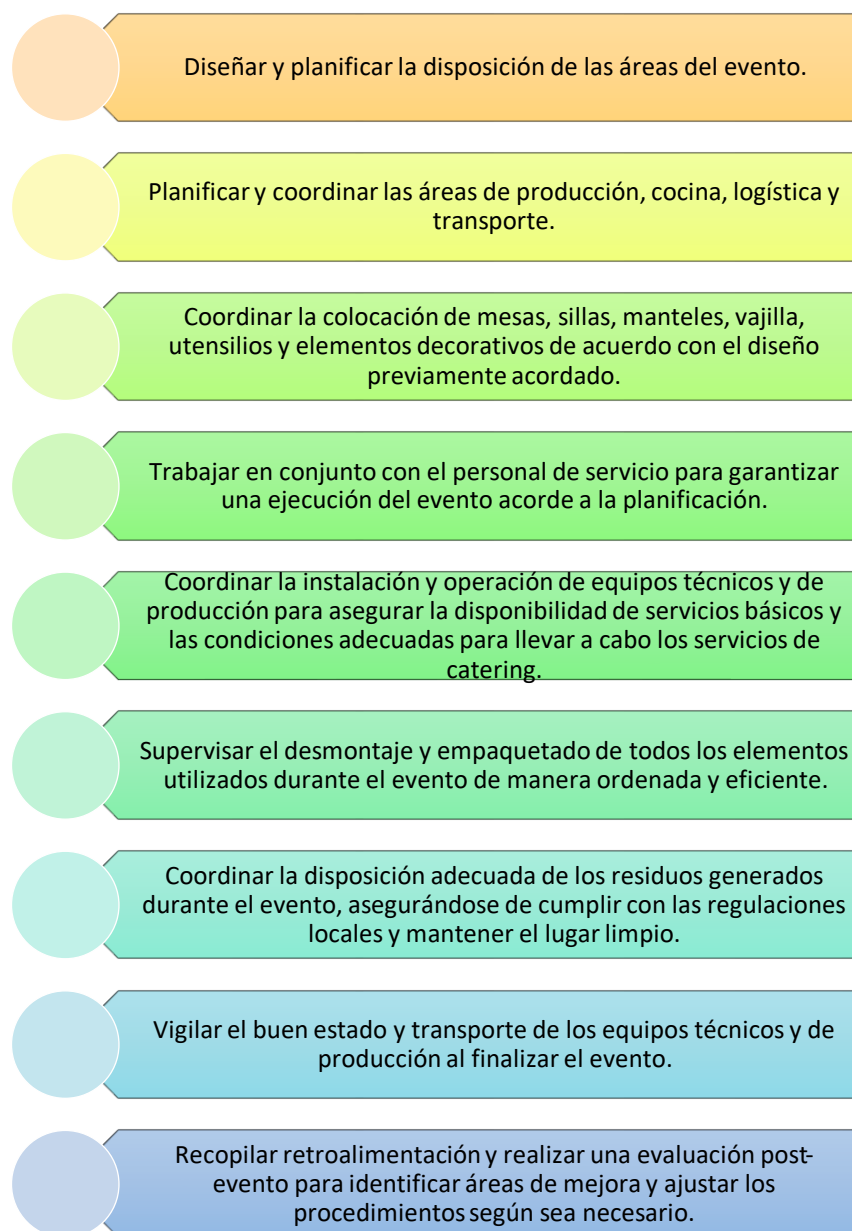 Diseñar y planificar la disposición de las áreas del evento.
Planificar y coordinar las áreas de producción, cocina, logística y
transporte.
Coordinar la colocación de mesas, sillas, manteles, vajilla,
utensilios y elementos decorativos de acuerdo con el diseño
previamente acordado.
Trabajar en conjunto con el personal de servicio para garantizar
una ejecución del evento acorde a la planificación.
Coordinar la instalación y operación de equipos técnicos y de
producción para asegurar la disponibilidad de servicios básicos y
las condiciones adecuadas para llevar a cabo los servicios de
catering.
Supervisar el desmontaje y empaquetado de todos los elementos
utilizados durante el evento de manera ordenada y eficiente.
Coordinar la disposición adecuada de los residuos generados
durante el evento, asegurándose de cumplir con las regulaciones
locales y mantener el lugar limpio.
Vigilar el buen estado y transporte de los equipos técnicos y de
producción al finalizar el evento.
Recopilar retroalimentación y realizar una evaluación post-
evento para identificar áreas de mejora y ajustar los
procedimientos según sea necesario.